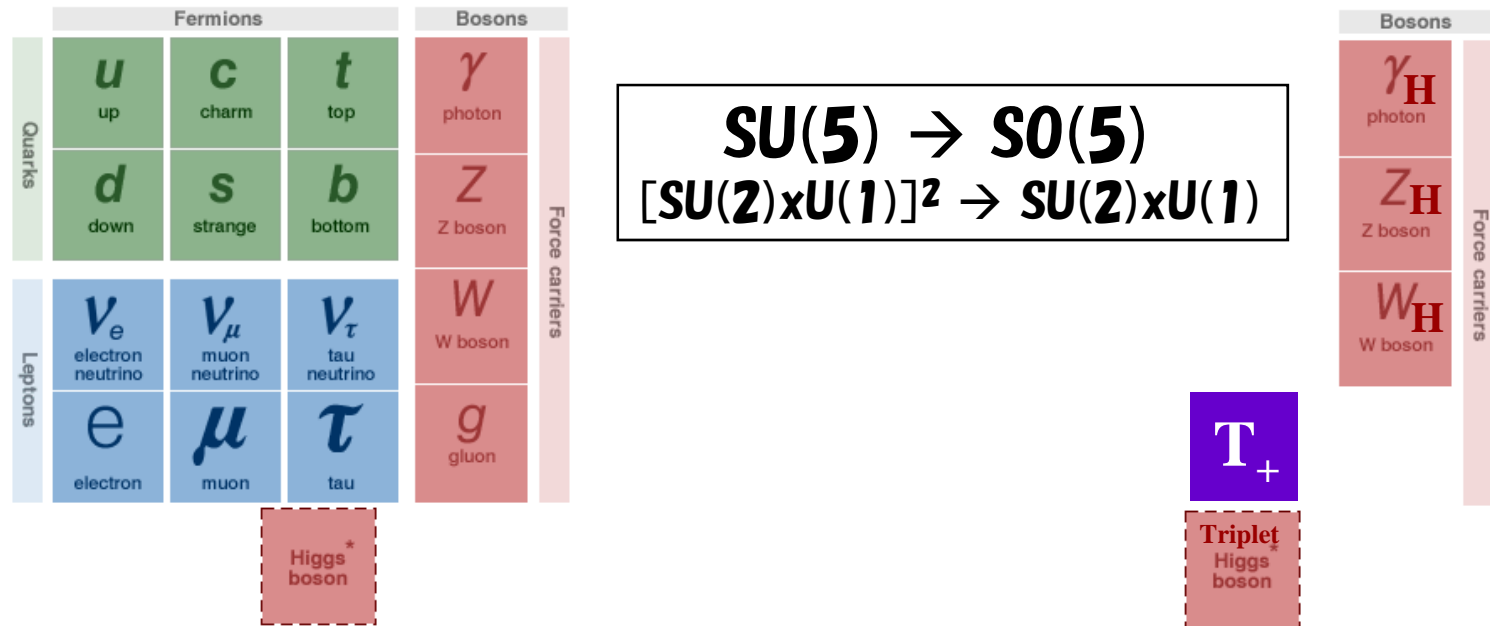 Fermions
Bosons
Quarks
u
up
c
charm
t
top
d
down
s
strange
b
bottom
Leptons
νe
electron
neutrino
νμ
muon
neutrino
ντ
tau
neutrino
e
electron
μ
muon
τ
tau
γ
photon
Z
Z boson
W
W boson
g
gluon
Force carriers
Higgs*
boson
SU(5) → SO(5)
[SU(2)xU(1)]² → SU(2)xU(1)
Bosons
γH
photon
ZH
Z boson
WH
W boson
Force carriers
T+
Triplet
Higgs*
boson